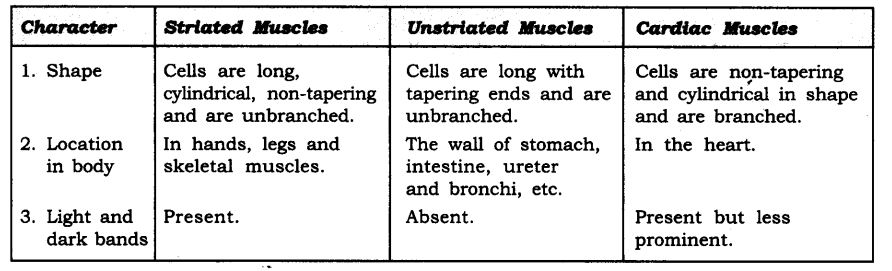 Character Striated Muscles Unstriated Muscles Cardiac Muscles
1. Shape
Cells are long,
cylindrical, non-tapering
and are unbranched.
Cells are long with
tapering ends and are
unbranched.
Cells are non-tapering
and cylindrical in shape
and are branched.
2. Location
in body
In hands, legs and
skeletal muscles.
The wall of stomach,
intestine, ureter
and bronchi, etc.
In the heart.
3. Light and
dark bands
Present.
Absent.
Present but less
prominent.